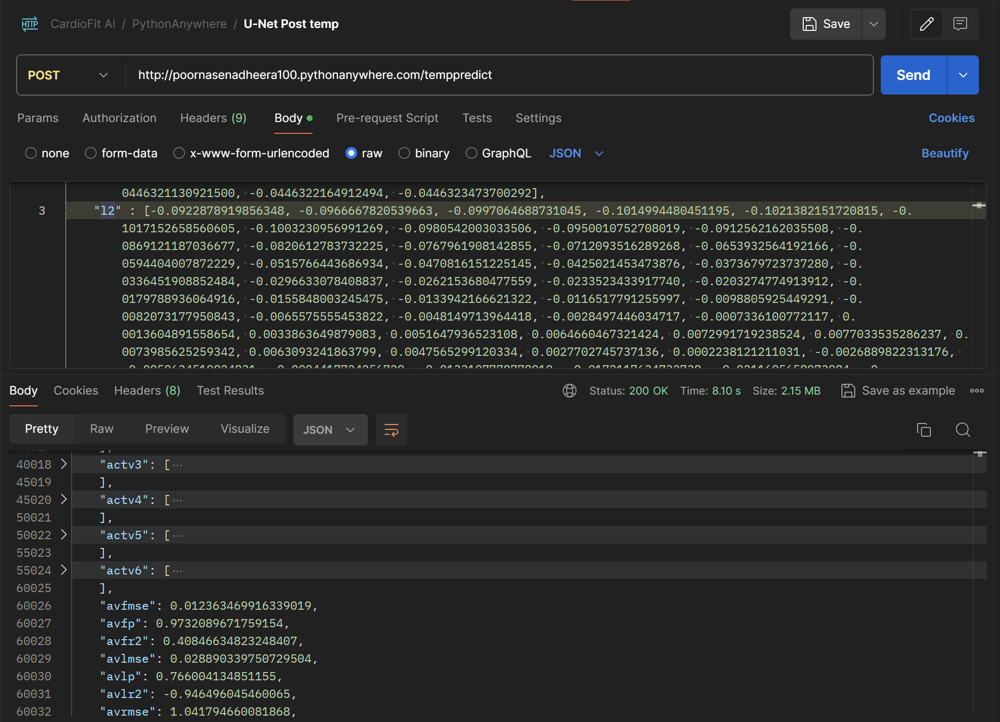 HTTP CardioFit AI / PythonAnywhere / U-Net Post temp Save
POST http://poornasenadheera100.pythonanywhere.com/temppredict Send
Params Authorization Headers (9) Body Pre-request Script Tests Settings Cookies
none form-data x-www-form-urlencoded raw binary GraphQL JSON Beautify
0446321130921500, -0.0446322164912494, -0.0446323473700292],
3 "l2" : [-0.0922878919856348, -0.0966667820539663, -0.0997064688731045, -0.1014994480451195, -0.1021382151720815, -0.
1017152658560605, -0.1003230956991269, -0.0980542003033506, -0.0950010752708019, -0.0912562162035508, -0.
0869121187036677, -0.0820612783732225, -0.0767961908142855, -0.0712093516289268, -0.0653932564192166, -0.
0594404007872229, -0.0515766443686934, -0.0470816151225145, -0.0425021453473876, -0.0373679723737280, -0.
0336451908852484, -0.0296633078408837, -0.0262153680477559, -0.0233523433917740, -0.0203274774913912, -0.
0179788936064916, -0.0155848003245475, -0.0133942166621322, -0.0116517791255997, -0.0098805925449291, -0.
0082073177950843, -0.0065575555453822, -0.0048149713964418, -0.0028497446034717, -0.0007336100772117, 0.
0013604891558654, 0.0033863649879083, 0.0051647936523108, 0.0064660467321424, 0.0072991719238524, 0.0077033535286237, 0.
0073985625259342, 0.0063093241863799, 0.0047565299120334, 0.0027702745737136, 0.0002238121211031, -0.0026889822313176,
Body Cookies Headers (8) Test Results Status: 200 OK Time: 8.10 s Size: 2.15 MB Save as example
Pretty Raw Preview Visualize JSON
40018 "actv3": [
45019 ],
45020 "actv4": [
50021 ],
50022 "actv5": [
55023 ],
55024 "actv6": [
60025 ],
60026 "avfmse": 0.012363469916339019,
60027 "avfp": 0.9732089671759154,
60028 "avfr2": 0.40846634823248407,
60029 "avlmse": 0.028890339750729504,
60030 "avlp": 0.766004134851155,
60031 "avlr2": -0.946496045460065,
60032 "avrmse": 1.041794660081868,